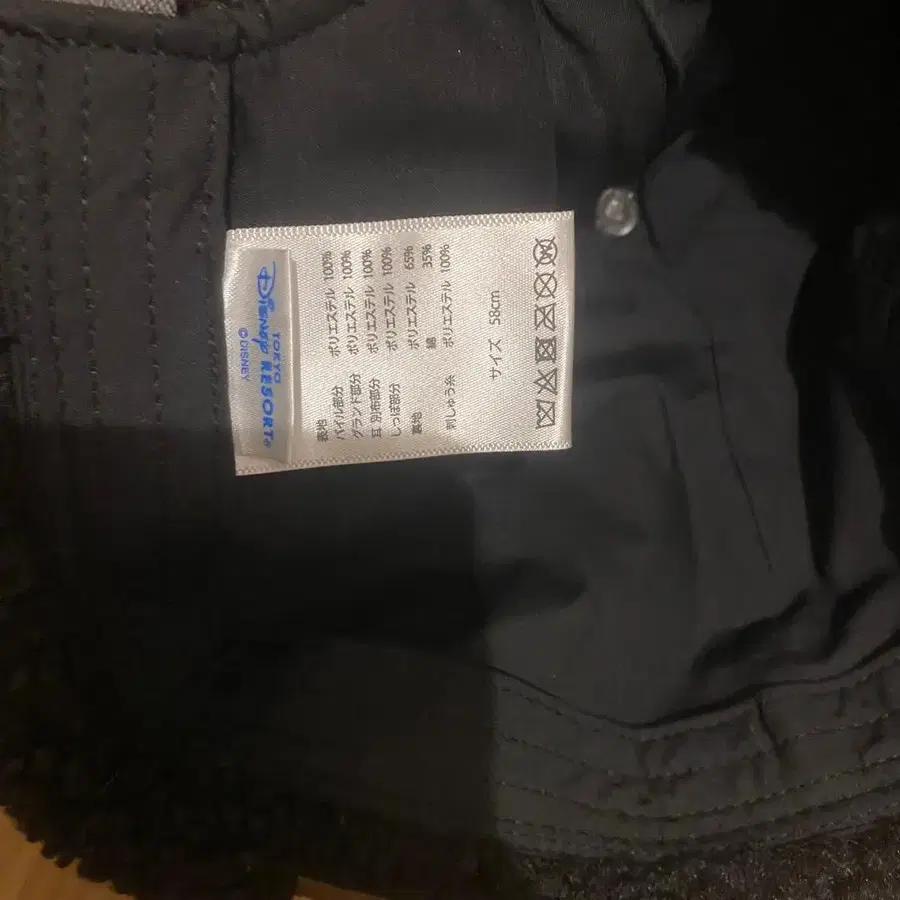 TOKYO
Disney RESORT®
©DISNEY
表地
パイル部分 ポリエステル 100%
グランド部分 ポリエステル 100%
耳 別布部分 ポリエステル 100%
しっぽ部分 ポリエステル 100%
裏地 ポリエステル 65%
綿 35%
刺しゅう糸 ポリエステル 100%
サイズ 58cm